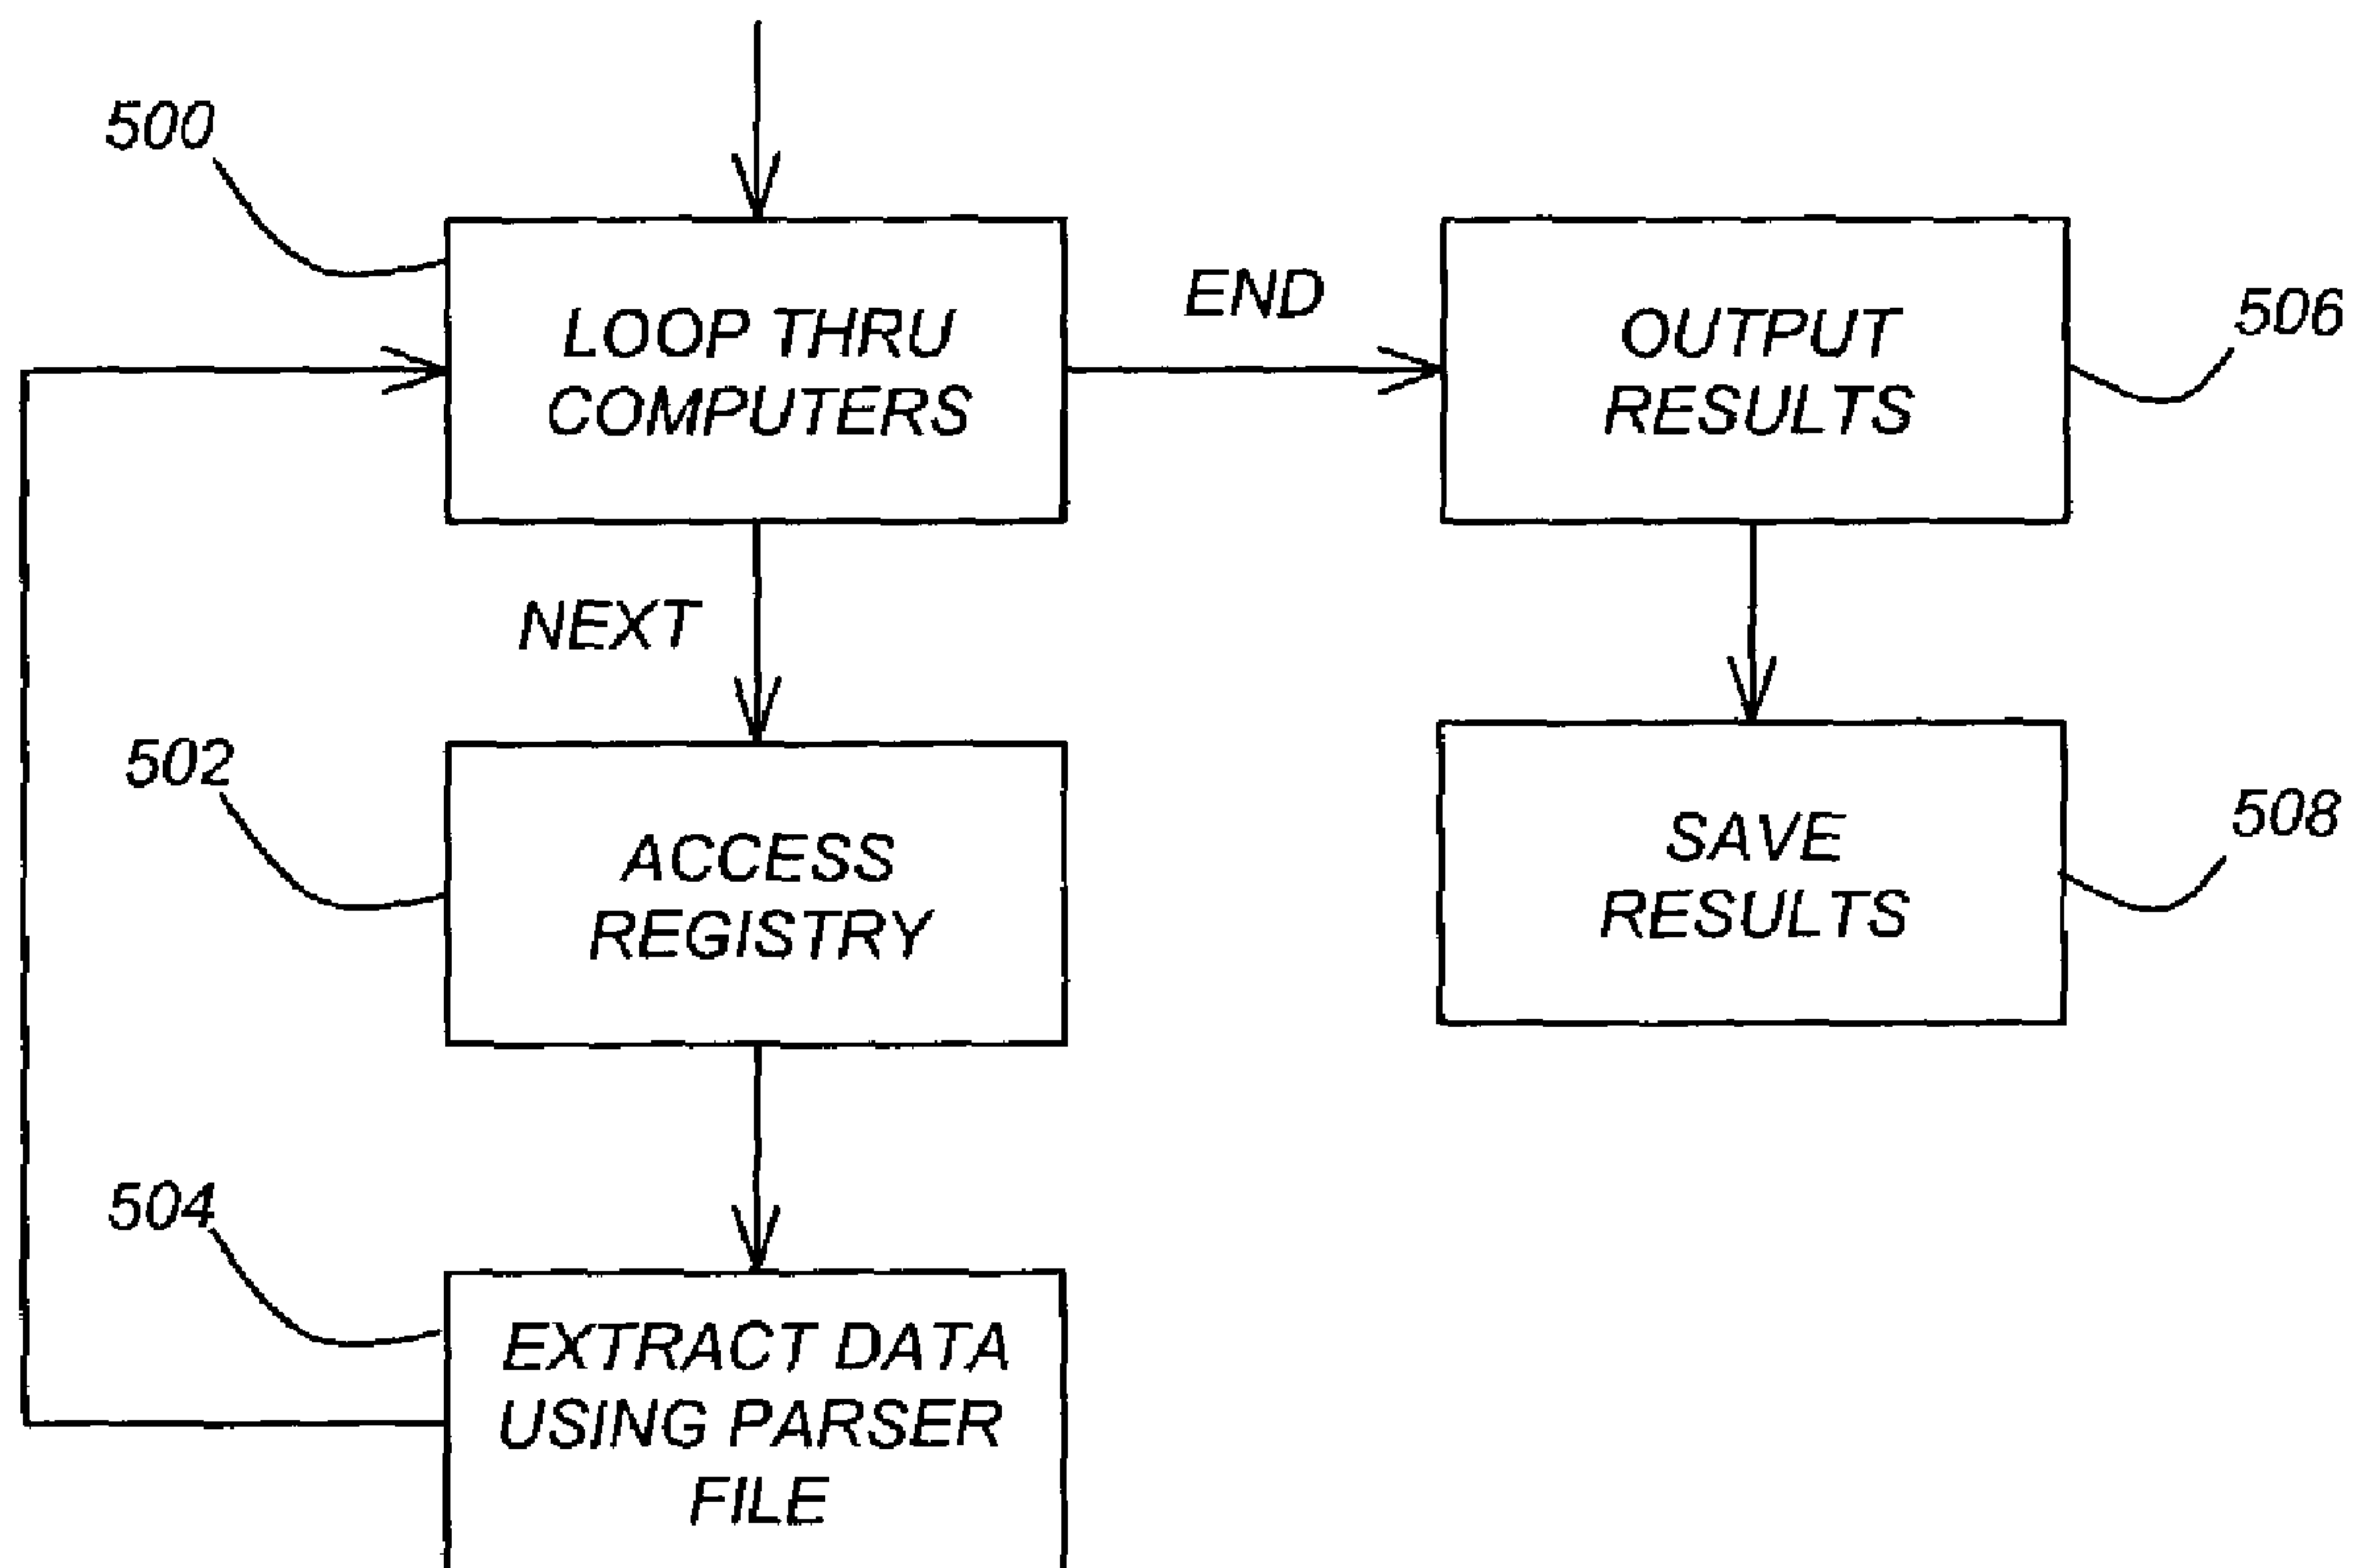 500
LOOP THRU
COMPUTERS
END
OUTPUT
RESULTS
506
NEXT
502
ACCESS
REGISTRY
SAVE
RESULTS
508
504
EXTRACT DATA
USING PARSER
FILE